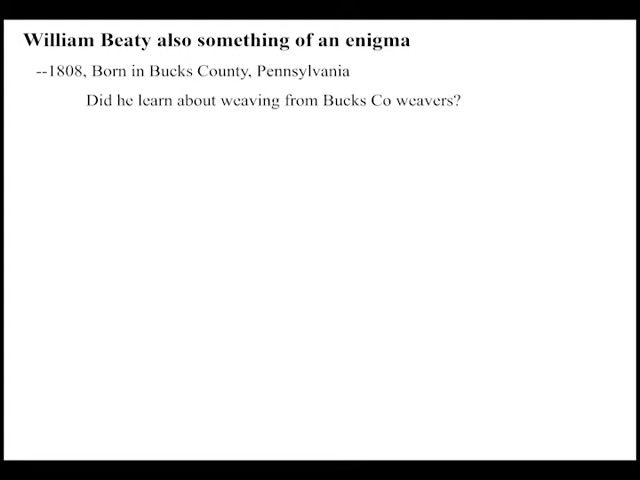 William Beaty also something of an enigma
--1808, Born in Bucks County, Pennsylvania
Did he learn about weaving from Bucks Co weavers?